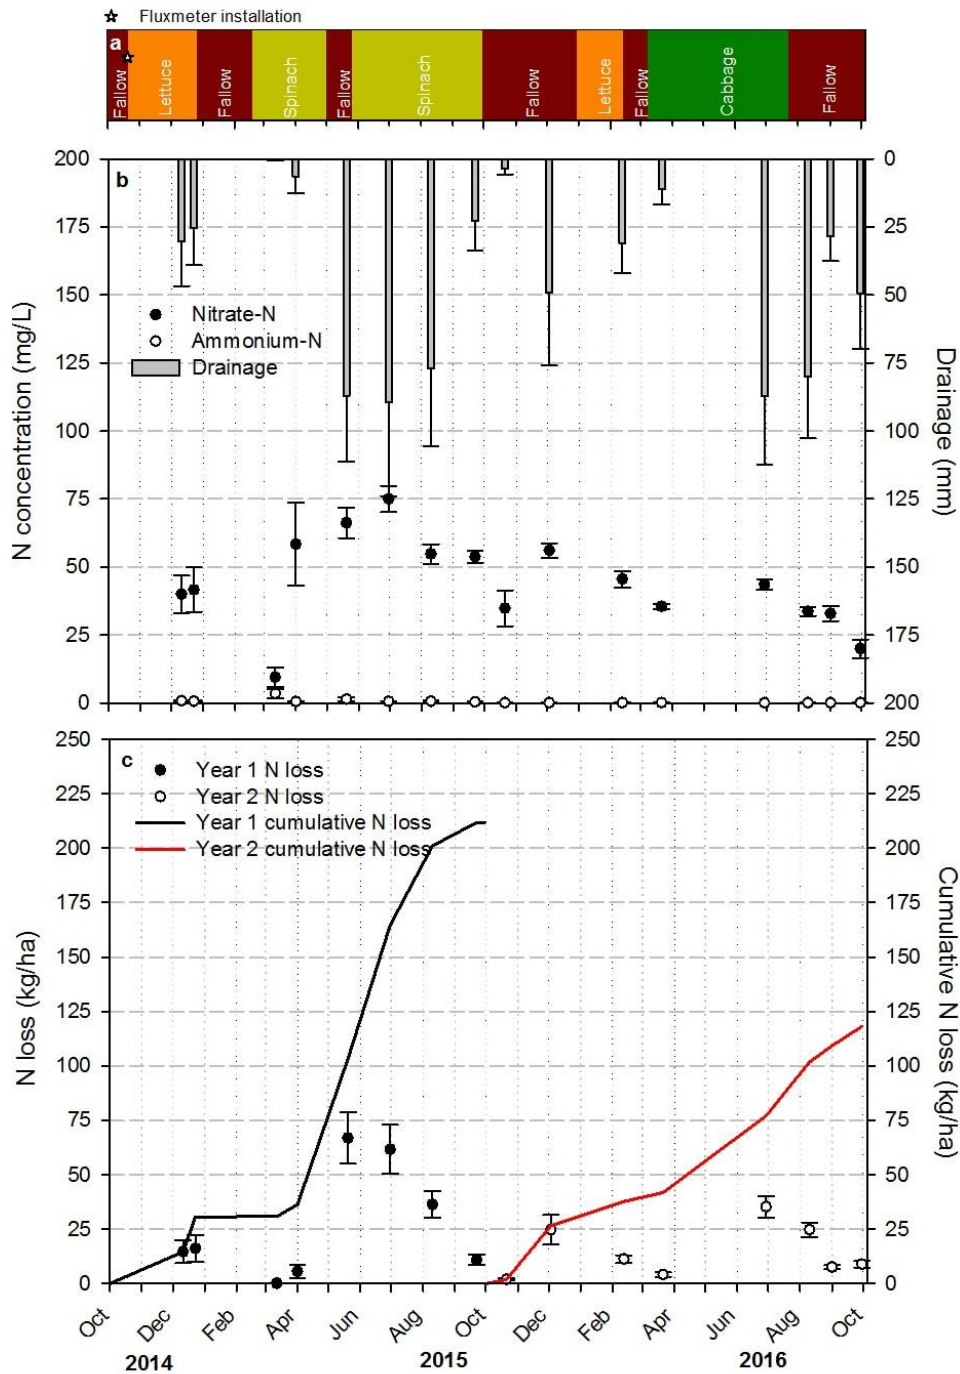 Fluxmeter installation
a
Fallow
Lettuce
Fallow
Spinach
Fallow
Spinach
Fallow
Lettuce
Fallow
Cabbage
Fallow
b
N concentration (mg/L)
200
175
150
125
100
75
50
25
0
Nitrate-N
Ammonium-N
Drainage
0
25
50
75
100
125
150
175
200
Drainage (mm)
c
N loss (kg/ha)
250
225
200
175
150
125
100
75
50
25
0
Year 1 N loss
Year 2 N loss
Year 1 cumulative N loss
Year 2 cumulative N loss
250
225
200
175
150
125
100
75
50
25
0
Cumulative N loss (kg/ha)
Oct Dec Feb Apr Jun Aug Oct Dec Feb Apr Jun Aug Oct
2014 2015 2016